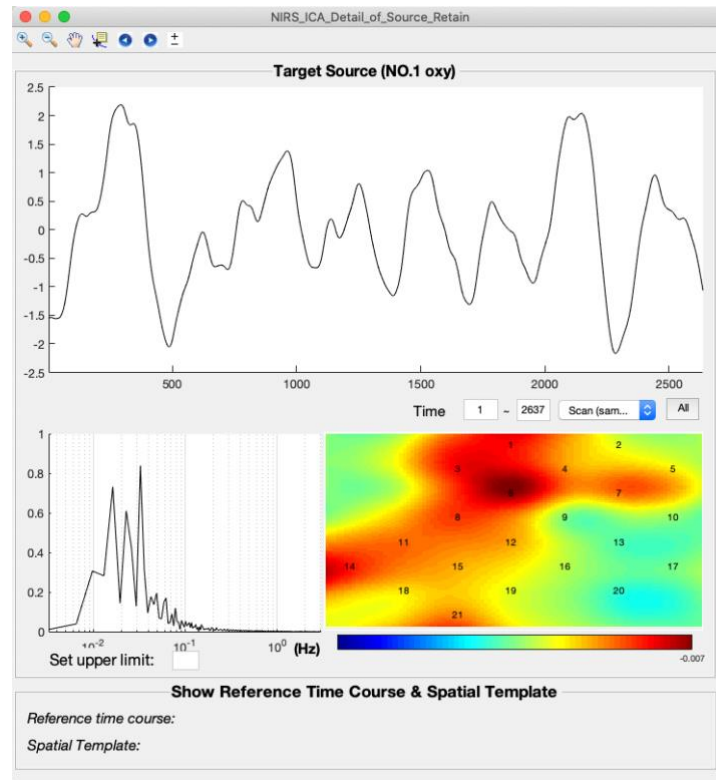 NIRS_ICA_Detail_of_Source_Retain
Target Source (NO.1 oxy)
2.5
2
1.5
1
0.5
0
-0.5
-1
-1.5
-2
-2.5
500 1000 1500 2000 2500
Time 1 ~ 2637 Scan (sam... All
1
0.8
0.6
0.4
0.2
0
10-2 10-1 100 (Hz)
Set upper limit:
1 2
3 4 5
6 7
8 9 10
11 12 13
14 15 16 17
18 19 20
21
-0.007
Show Reference Time Course & Spatial Template
Reference time course:
Spatial Template: